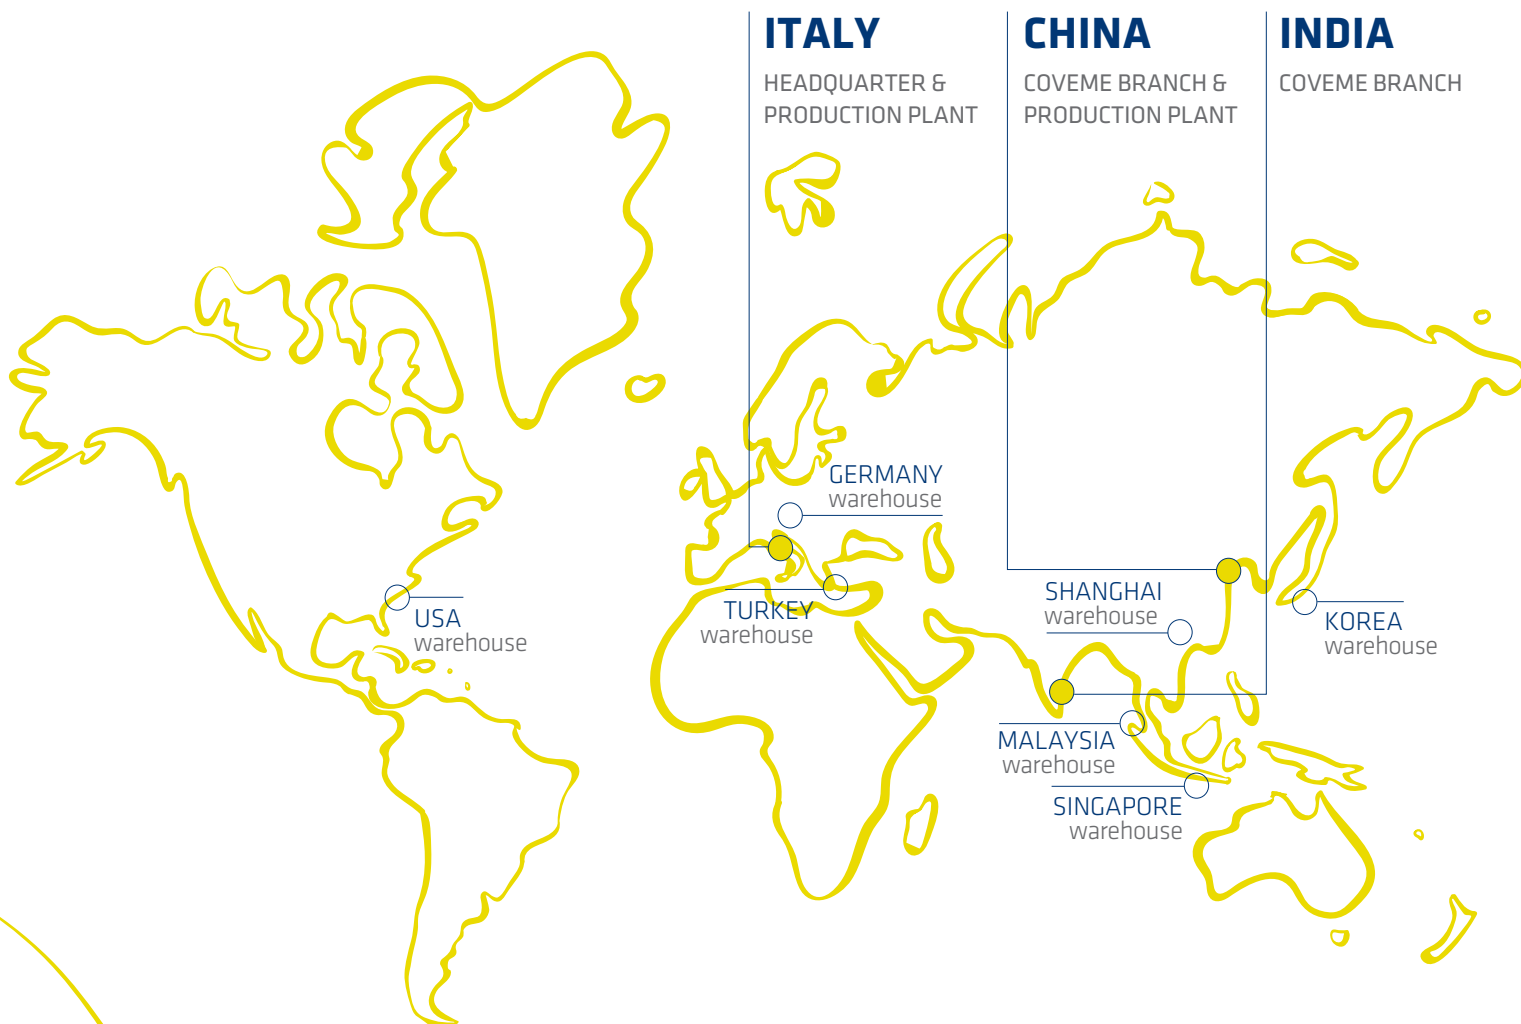 ITALY
HEADQUARTER &
PRODUCTION PLANT
CHINA
COVEME BRANCH &
PRODUCTION PLANT
INDIA
COVEME BRANCH
GERMANY
warehouse
TURKEY
warehouse
USA
warehouse
SHANGHAI
warehouse
KOREA
warehouse
MALAYSIA
warehouse
SINGAPORE
warehouse